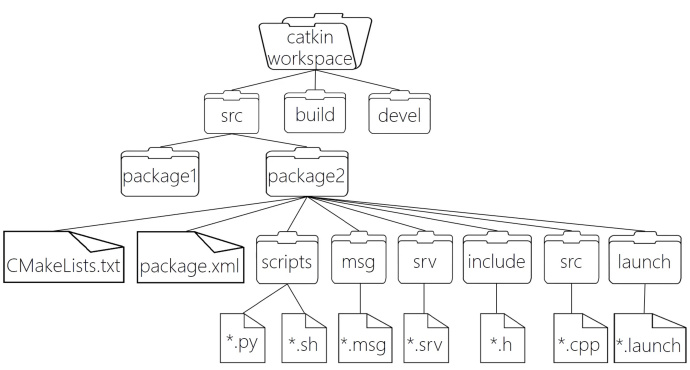 catkin
workspace
src
build
devel
package1
package2
CMakeLists.txt
package.xml
scripts
msg
srv
include
src
launch
*.py
*.sh
*.msg
*.srv
*.h
*.cpp
*.launch